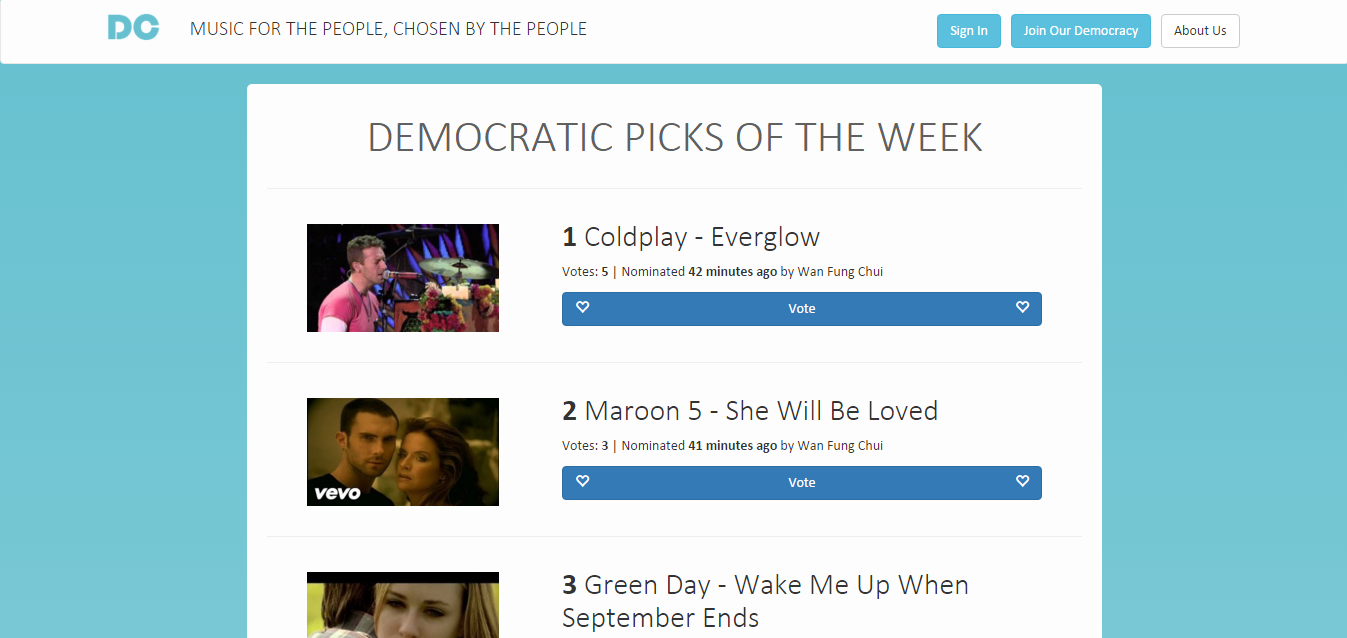 DC
MUSIC FOR THE PEOPLE, CHOSEN BY THE PEOPLE
Sign In
Join Our Democracy
About Us
DEMOCRATIC PICKS OF THE WEEK
1 Coldplay - Everglow
Votes: 5 | Nominated 42 minutes ago by Wan Fung Chui
Vote
2 Maroon 5 - She Will Be Loved
Votes: 3 | Nominated 41 minutes ago by Wan Fung Chui
Vote
vevo
3 Green Day - Wake Me Up When
September Ends